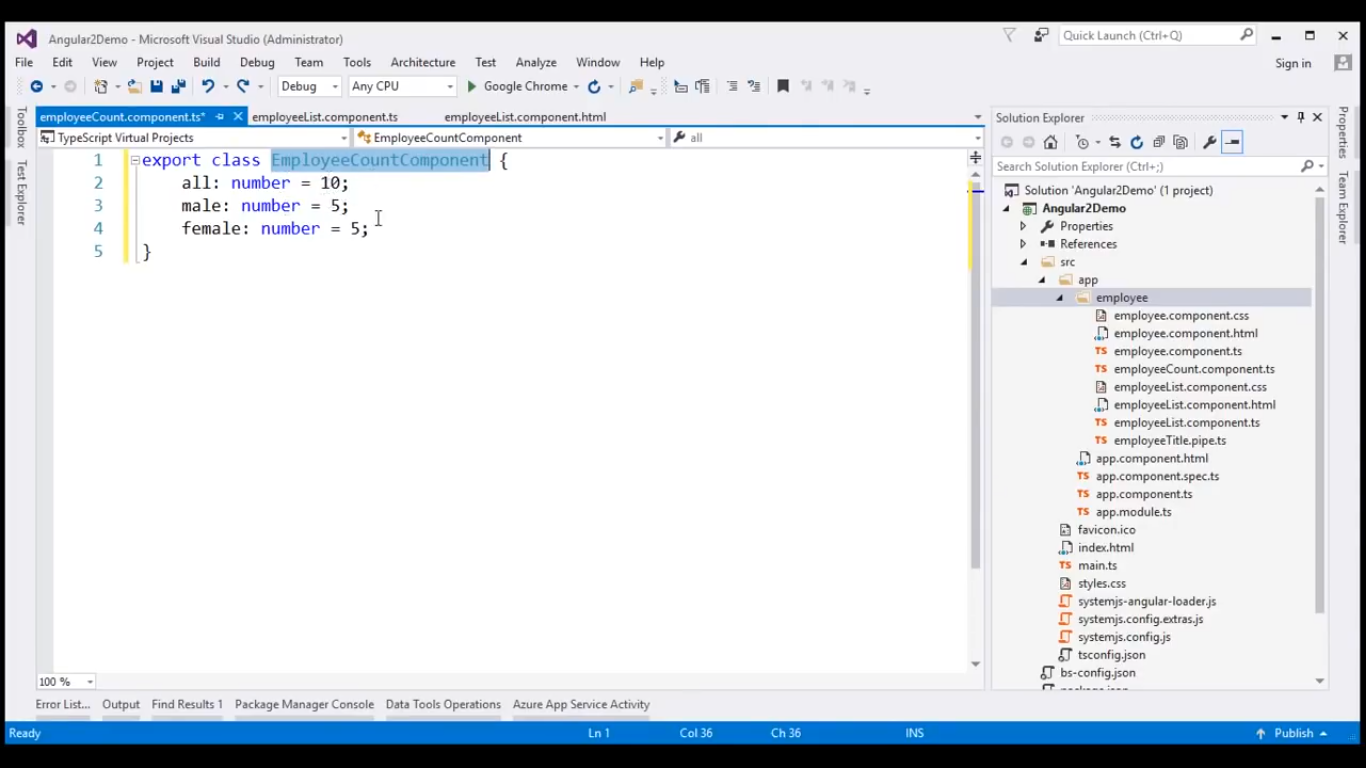 Angular2Demo - Microsoft Visual Studio (Administrator)
Quick Launch (Ctrl+Q)
File Edit View Project Build Debug Team Tools Architecture Test Analyze Window Help
Sign in
Debug Any CPU Google Chrome
employeeCount.component.ts* employeeList.component.ts employeeList.component.html
TypeScript Virtual Projects EmployeeCountComponent all
Toolbox
Test Explorer
1 export class EmployeeCountComponent {
2 all: number = 10;
3 male: number = 5;
4 female: number = 5;
5 }
100 %
Solution Explorer
Search Solution Explorer (Ctrl+;)
Solution 'Angular2Demo' (1 project)
Angular2Demo
Properties
References
src
app
employee
employee.component.css
employee.component.html
TS employee.component.ts
TS employeeCount.component.ts
employeeList.component.css
employeeList.component.html
TS employeeList.component.ts
TS employeeTitle.pipe.ts
app.component.html
TS app.component.spec.ts
TS app.component.ts
TS app.module.ts
favicon.ico
index.html
TS main.ts
styles.css
systemjs-angular-loader.js
systemjs.config.extras.js
systemjs.config.js
tsconfig.json
bs-config.json
Properties
Team Explorer
Error List... Output Find Results 1 Package Manager Console Data Tools Operations Azure App Service Activity
Ready Ln 1 Col 36 Ch 36 INS Publish